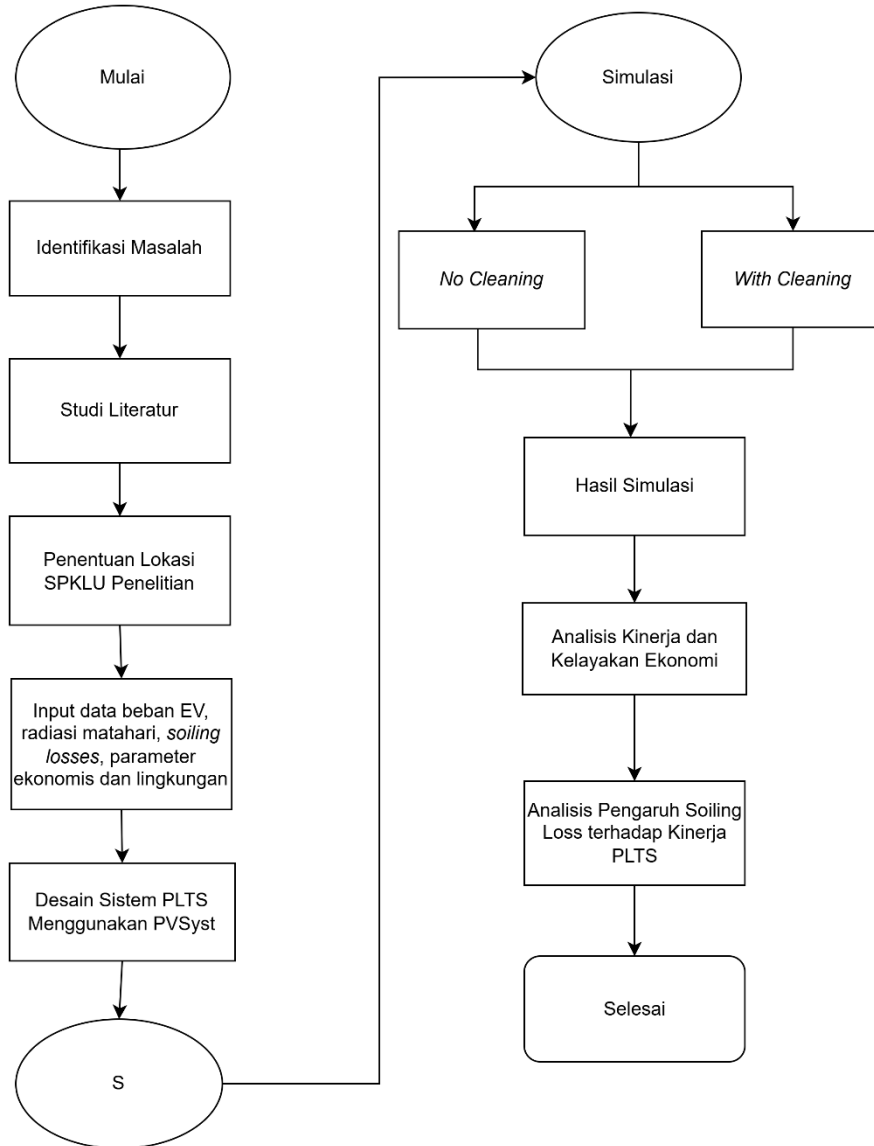 Mulai
Identifikasi Masalah
Studi Literatur
Penentuan Lokasi
SPKLU Penelitian
Input data beban EV,
radiasi matahari, soiling
losses, parameter
ekonomis dan lingkungan
Desain Sistem PLTS
Menggunakan PVSyst
S
Simulasi
No Cleaning
With Cleaning
Hasil Simulasi
Analisis Kinerja dan
Kelayakan Ekonomi
Analisis Pengaruh Soiling
Loss terhadap Kinerja
PLTS
Selesai